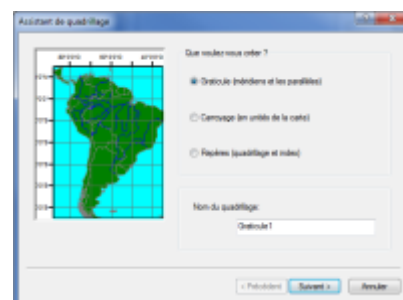 Assistant de quadrillage
Que voulez-vous créer ?
Graticule (méridiens et les parallèles)
Carroyage (en unités de la carte)
Repères (quadrillage et index)
Nom du quadrillage:
Graticule1
< Précédent
Suivant >
Annuler